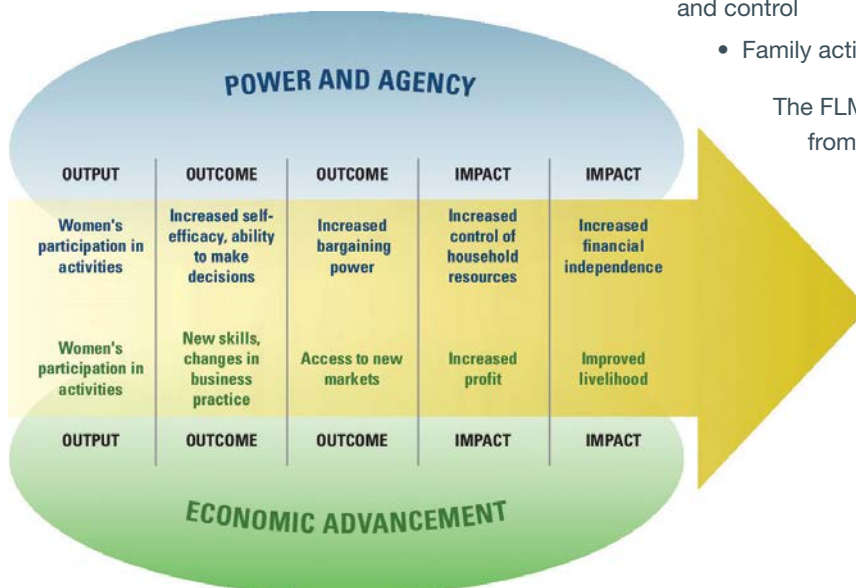 and control
• Family acti
The FLM
from
POWER AND AGENCY
OUTPUT OUTCOME OUTCOME IMPACT IMPACT
Women's
participation in
activities
Increased self-
efficacy, ability
to make
decisions
Increased
bargaining
power
Increased
control of
household
resources
Increased
financial
independence
Women's
participation in
activities
New skills,
changes in
business
practice
Access to new
markets
Increased
profit
Improved
livelihood
OUTPUT OUTCOME OUTCOME IMPACT IMPACT
ECONOMIC ADVANCEMENT